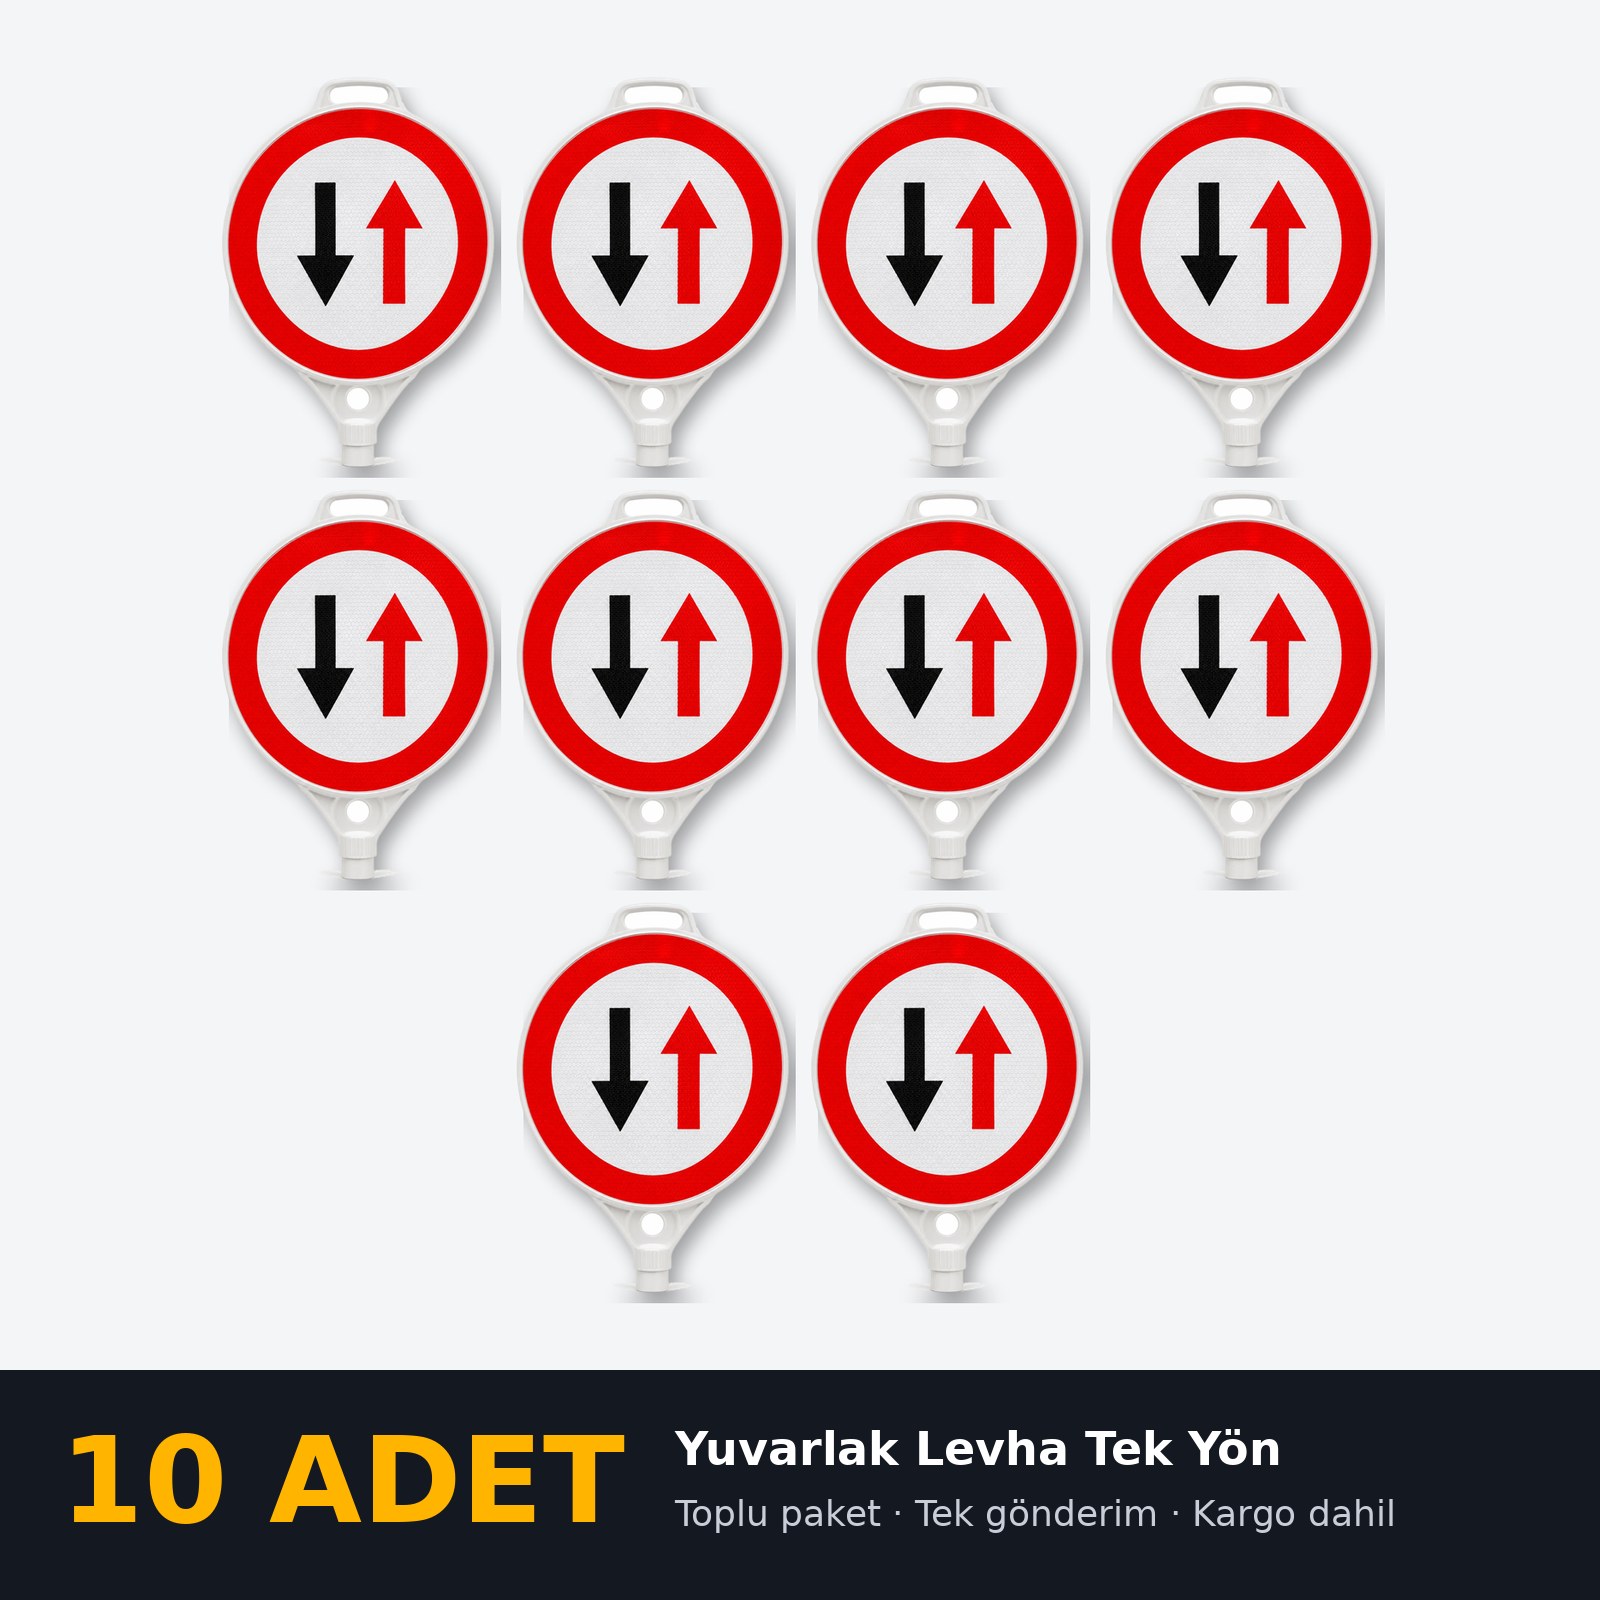 10 ADET
Yuvarlak Levha Tek Yön
Toplu paket · Tek gönderim · Kargo dahil